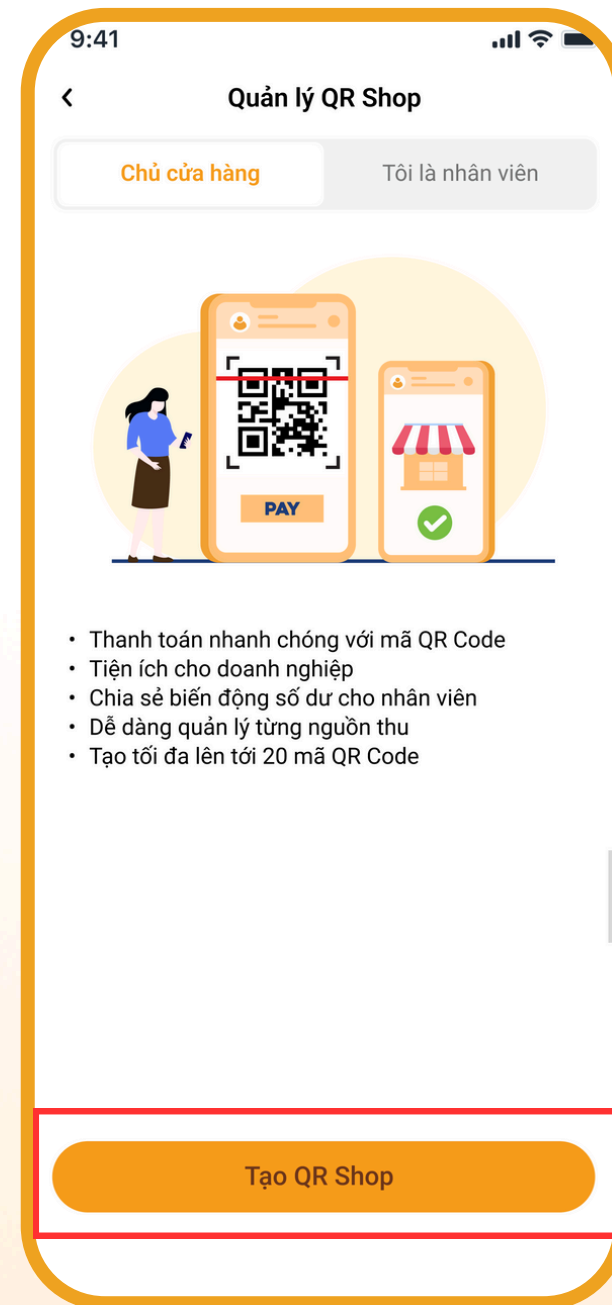 9:41
Quản lý QR Shop
Chủ cửa hàng
Tôi là nhân viên
PAY
• Thanh toán nhanh chóng với mã QR Code
• Tiện ích cho doanh nghiệp
• Chia sẻ biến động số dư cho nhân viên
• Dễ dàng quản lý từng nguồn thu
• Tạo tối đa lên tới 20 mã QR Code
Tạo QR Shop